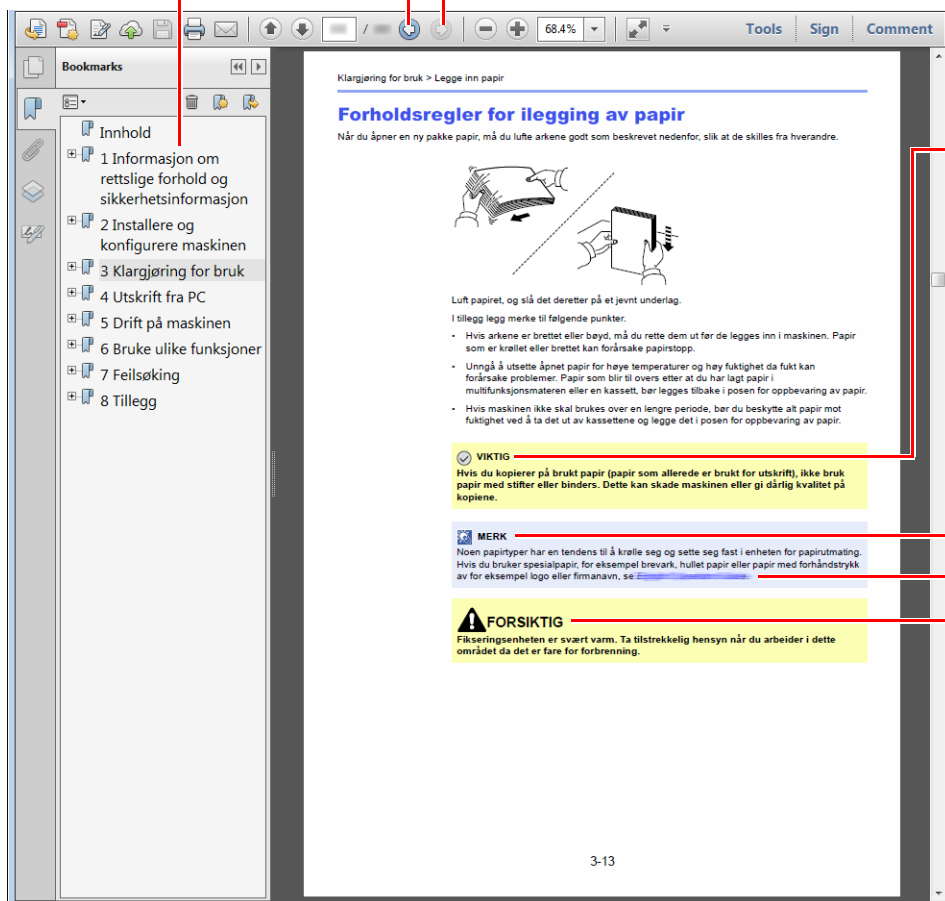 /
68.4%
Tools
Sign
Comment
Bookmarks
Innhold
1 Informasjon om
rettslige forhold og
sikkerhetsinformasjon
2 Installere og
konfigurere maskinen
3 Klargjøring for bruk
4 Utskrift fra PC
5 Drift på maskinen
6 Bruke ulike funksjoner
7 Feilsøking
8 Tillegg
Klargjøring for bruk > Legge inn papir
Forholdsregler for ilegging av papir
Når du åpner en ny pakke papir, må du lufte arkene godt som beskrevet nedenfor, slik at de skilles fra hverandre.
Luft papiret, og slå det deretter på et jevnt underlag.
I tillegg legg merke til følgende punkter.
• Hvis arkene er brettet eller bøyd, må du rette dem ut før de legges inn i maskinen. Papir
som er krøllet eller brettet kan forårsake papirstopp.
• Unngå å utsette åpnet papir for høye temperaturer og høy fuktighet da fukt kan
forårsake problemer. Papir som blir til overs etter at du har lagt papir i
multifunksjonsmateren eller en kassett, bør legges tilbake i posen for oppbevaring av papir.
• Hvis maskinen ikke skal brukes over en lengre periode, bør du beskytte alt papir mot
fuktighet ved å ta det ut av kassettene og legge det i posen for oppbevaring av papir.
VIKTIG
Hvis du kopierer på brukt papir (papir som allerede er brukt for utskrift), ikke bruk
papir med stifter eller binders. Dette kan skade maskinen eller gi dårlig kvalitet på
kopiene.
MERK
Noen papirtyper har en tendens til å krølle seg og sette seg fast i enheten for papirutmating.
Hvis du bruker spesialpapir, for eksempel brevark, hullet papir eller papir med forhåndstrykk
av for eksempel logo eller firmanavn, se
FORSIKTIG
Fikseringsenheten er svært varm. Ta tilstrekkelig hensyn når du arbeider i dette
området da det er fare for forbrenning.
3-13